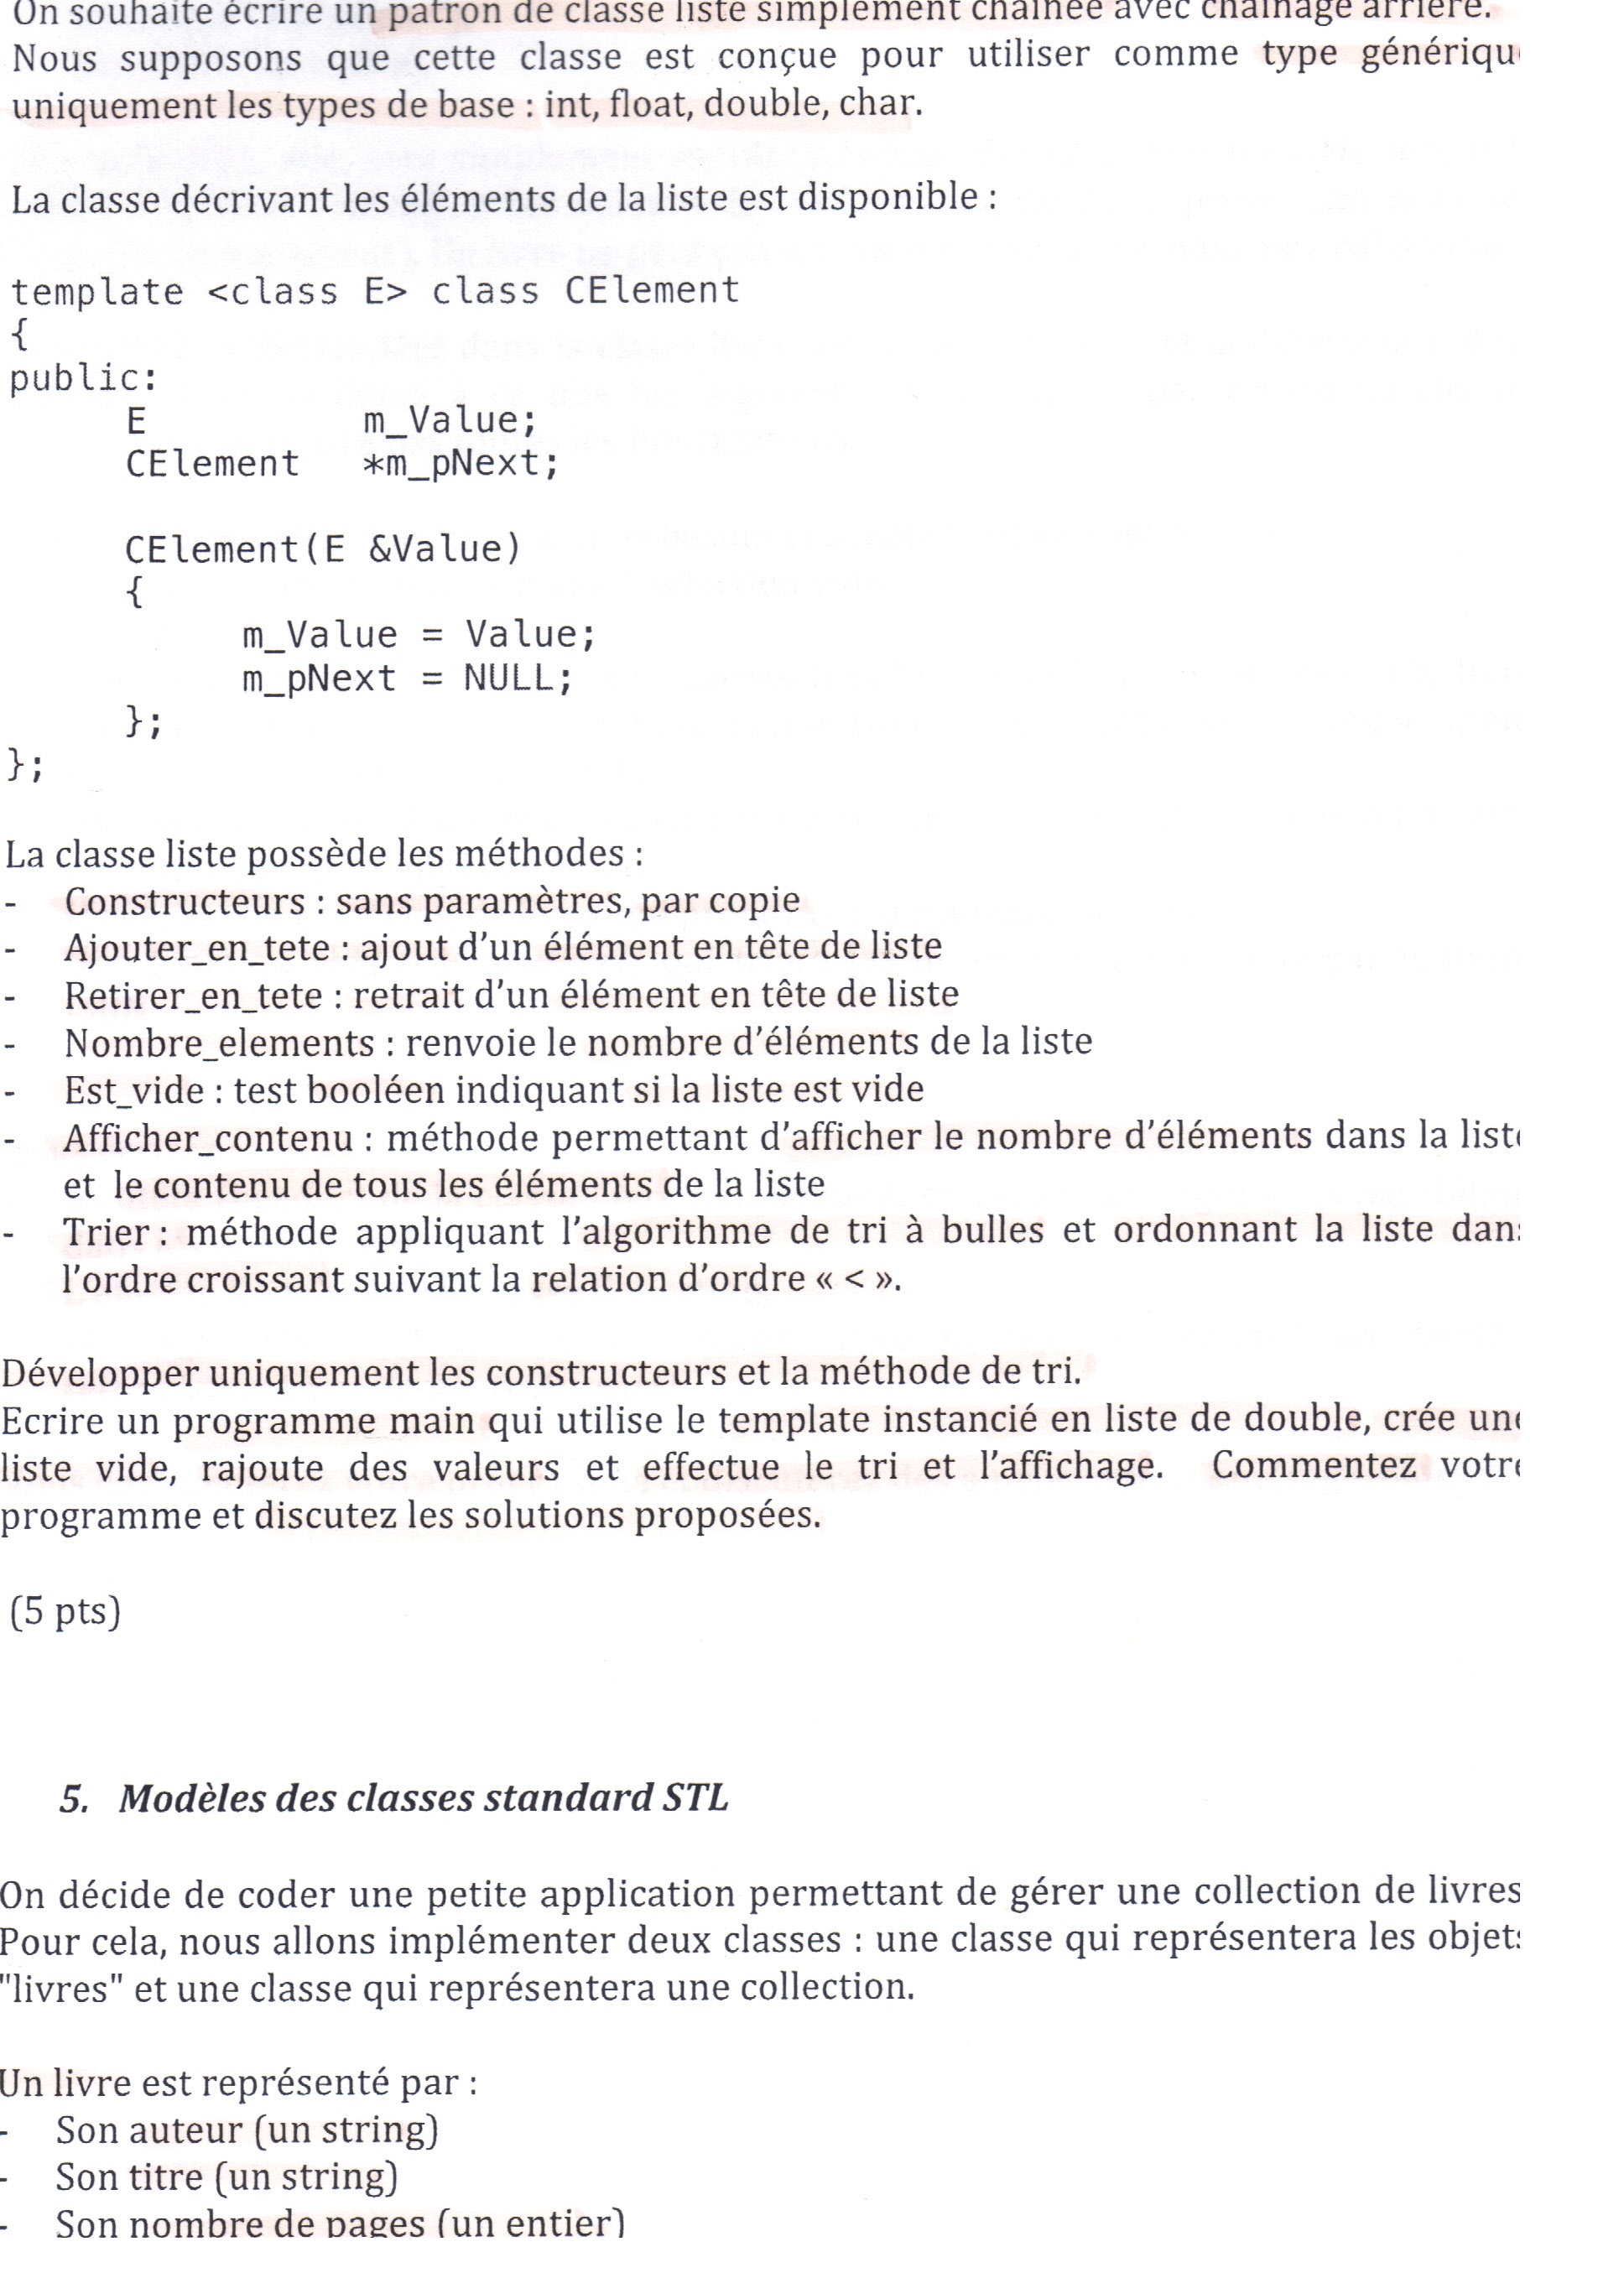 On souhaite écrire un patron de classe liste simplement chaînée avec chaînage arrière.
Nous supposons que cette classe est conçue pour utiliser comme type génériqu
uniquement les types de base : int, float, double, char.
La classe décrivant les éléments de la liste est disponible :
template <class E> class CElement
{
public:
E m_Value;
CElement *m_pNext;
CElement(E &Value)
{
m_Value = Value;
m_pNext = NULL;
};
};
La classe liste possède les méthodes :
- Constructeurs : sans paramètres, par copie
- Ajouter_en_tete : ajout d'un élément en tête de liste
- Retirer_en_tete : retrait d'un élément en tête de liste
- Nombre_elements : renvoie le nombre d'éléments de la liste
- Est_vide : test booléen indiquant si la liste est vide
- Afficher_contenu : méthode permettant d'afficher le nombre d'éléments dans la liste
et le contenu de tous les éléments de la liste
- Trier : méthode appliquant l'algorithme de tri à bulles et ordonnant la liste dans
l'ordre croissant suivant la relation d'ordre « < ».
Développer uniquement les constructeurs et la méthode de tri.
Ecrire un programme main qui utilise le template instancié en liste de double, crée une
liste vide, rajoute des valeurs et effectue le tri et l'affichage. Commentez votre
programme et discutez les solutions proposées.
(5 pts)
5. Modèles des classes standard STL
On décide de coder une petite application permettant de gérer une collection de livres
Pour cela, nous allons implémenter deux classes : une classe qui représentera les objets
"livres" et une classe qui représentera une collection.
Un livre est représenté par :
- Son auteur (un string)
- Son titre (un string)
- Son nombre de pages (un entier)